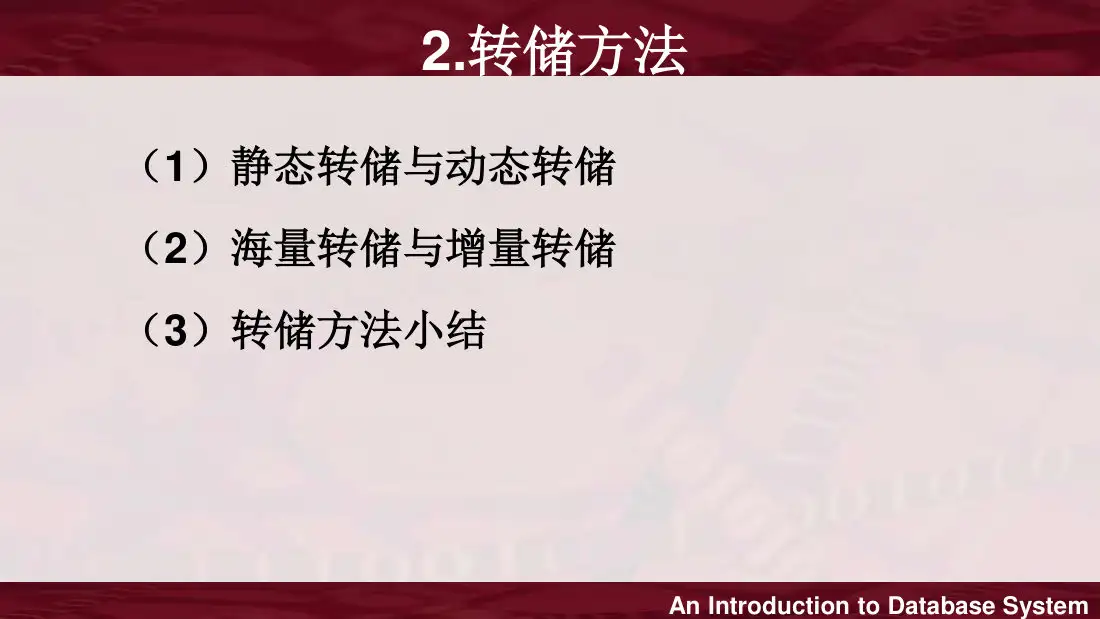 2.转储方法
（1）静态转储与动态转储
（2）海量转储与增量转储
（3）转储方法小结
An Introduction to Database System